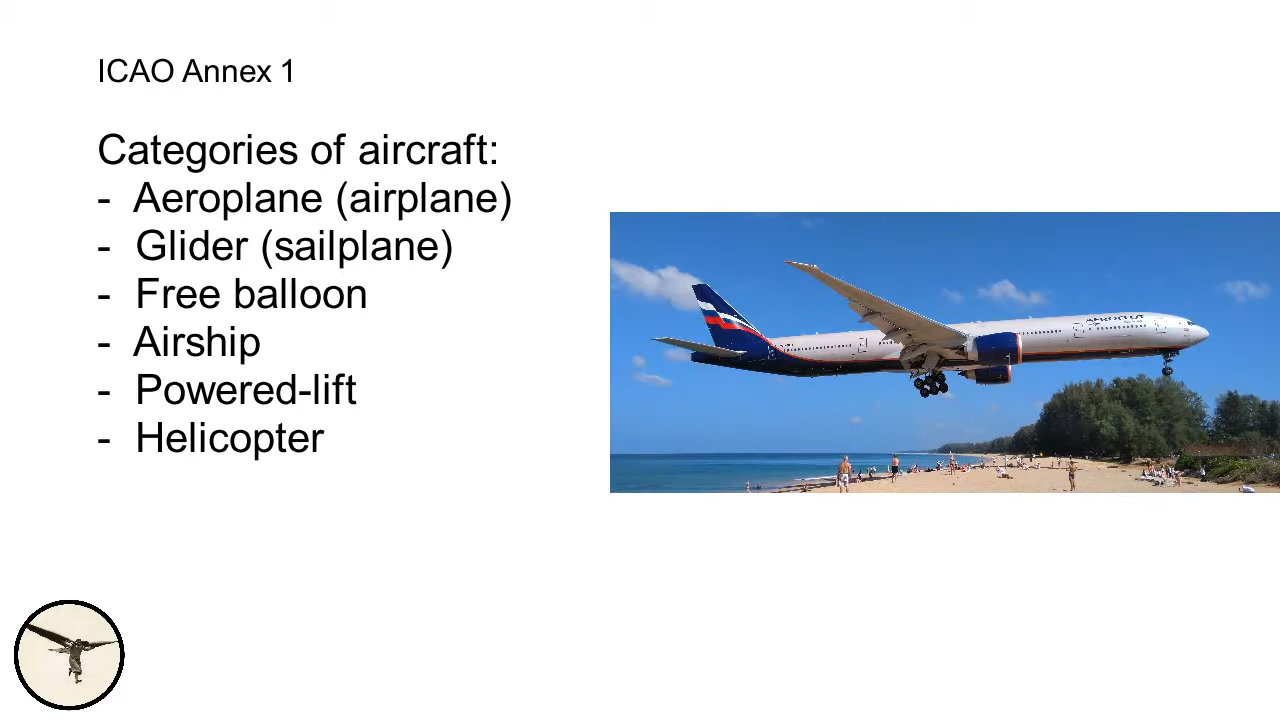 ICAO Annex 1
Categories of aircraft:
- Aeroplane (airplane)
- Glider (sailplane)
- Free balloon
- Airship
- Powered-lift
- Helicopter